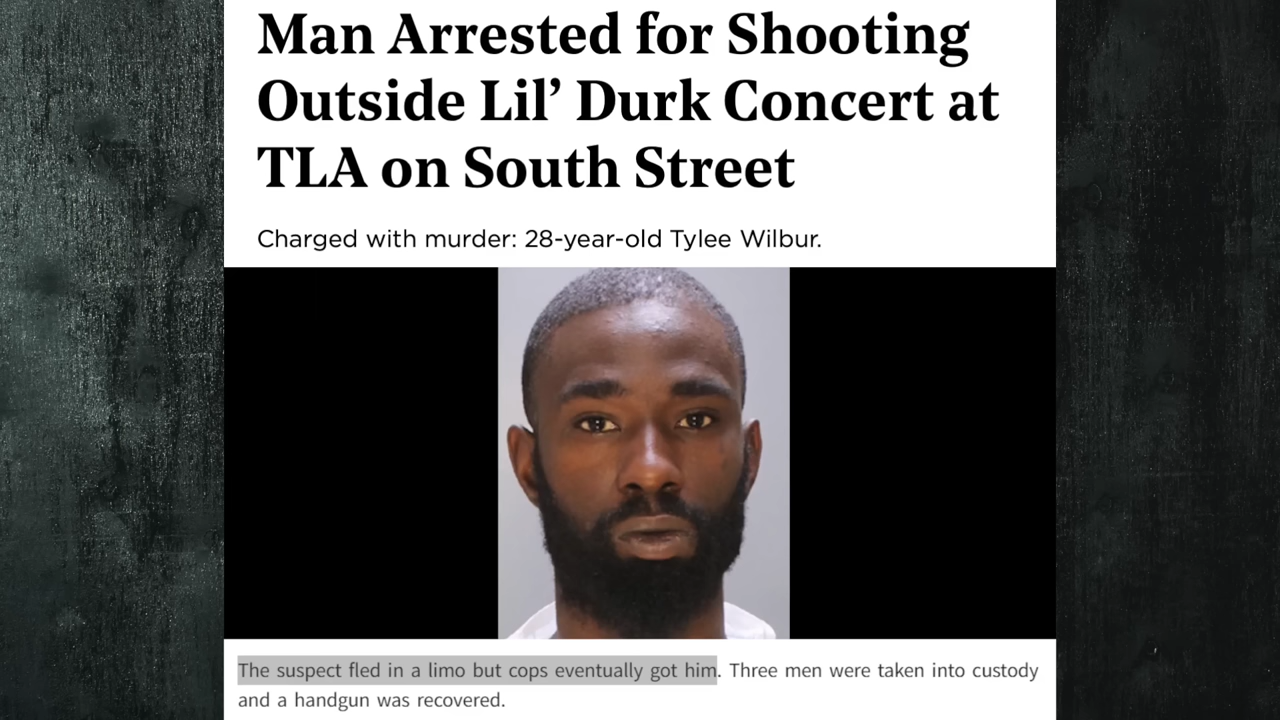 Man Arrested for Shooting
Outside Lil’ Durk Concert at
TLA on South Street
Charged with murder: 28-year-old Tylee Wilbur.
The suspect fled in a limo but cops eventually got him. Three men were taken into custody
and a handgun was recovered.